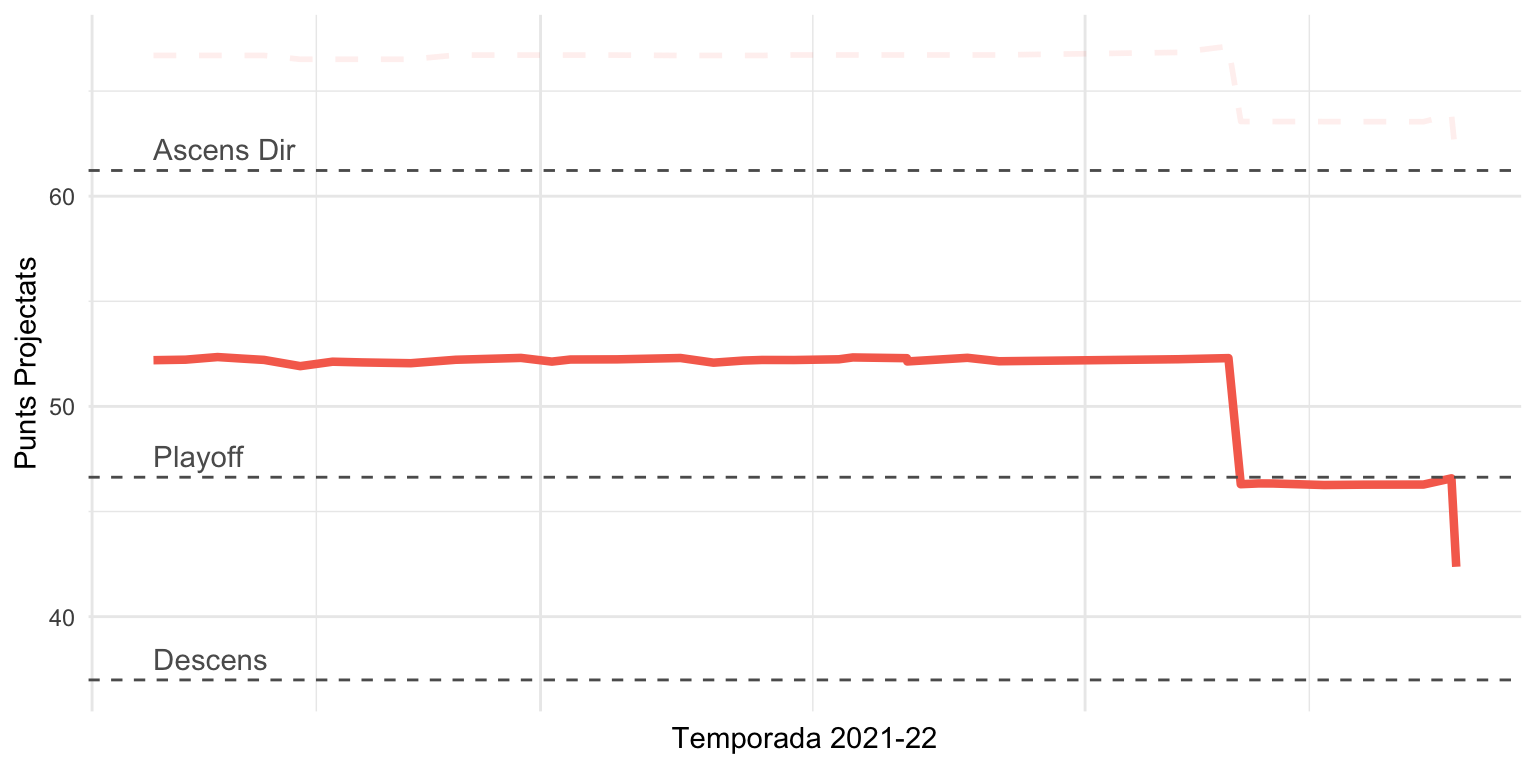 Ascens Dir
60
50
Playoff
40
Descens
Punts Projectats
Temporada 2021-22